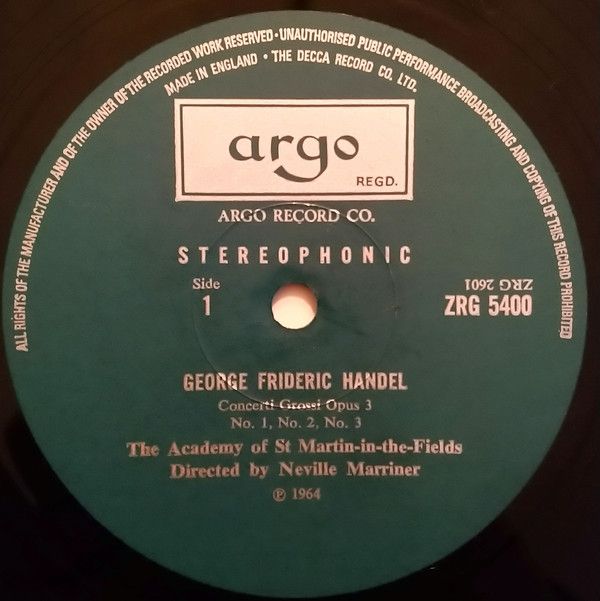 ALL RIGHTS OF THE MANUFACTURER AND OF THE OWNER OF THE RECORDED WORK RESERVED • UNAUTHORISED PUBLIC PERFORMANCE BROADCASTING AND COPYING OF THIS RECORD PROHIBITED
MADE IN ENGLAND • THE DECCA RECORD CO. LTD.
argo
REGD.
ARGO RECORD CO.
STEREOPHONIC
Side
1
ZRG 2601
ZRG 5400
GEORGE FRIDERIC HANDEL
Concerti Grossi Opus 3
No. 1, No. 2, No. 3
The Academy of St Martin-in-the-Fields
Directed by Neville Marriner
℗ 1964